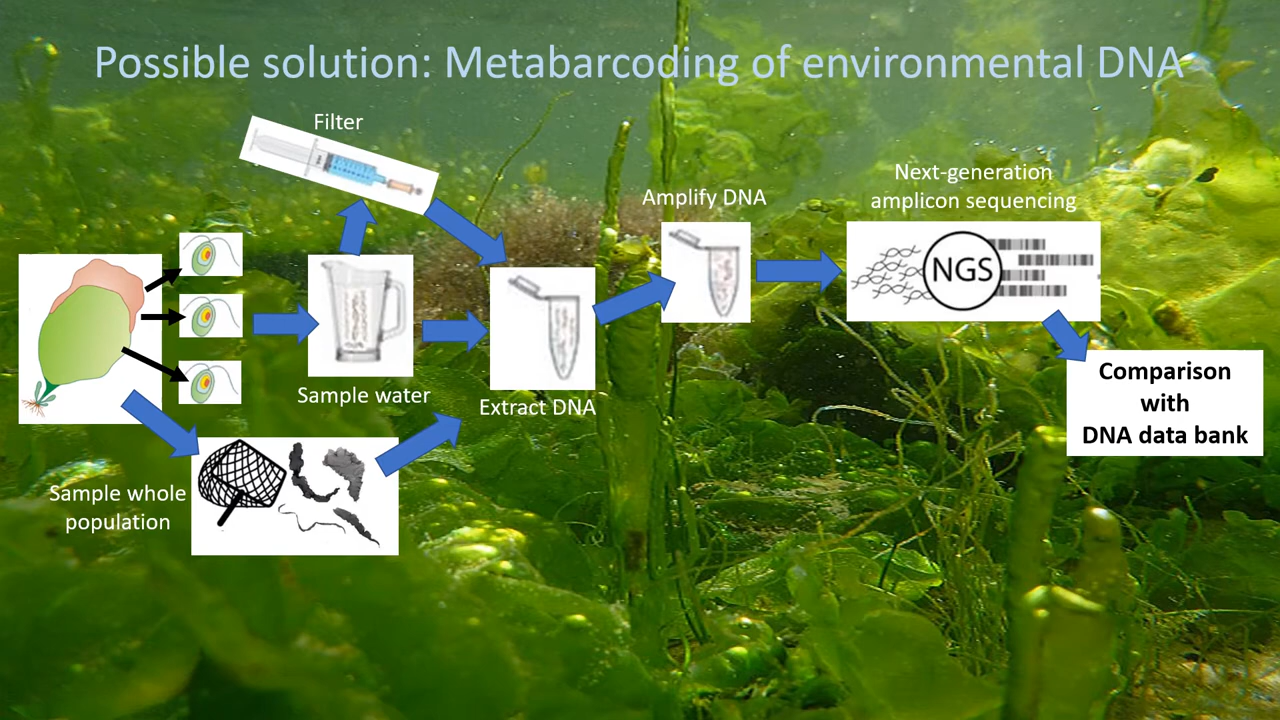 Possible solution: Metabarcoding of environmental DNA
Filter
Sample water
Sample whole
population
Extract DNA
Amplify DNA
Next-generation
amplicon sequencing
NGS
Comparison
with
DNA data bank